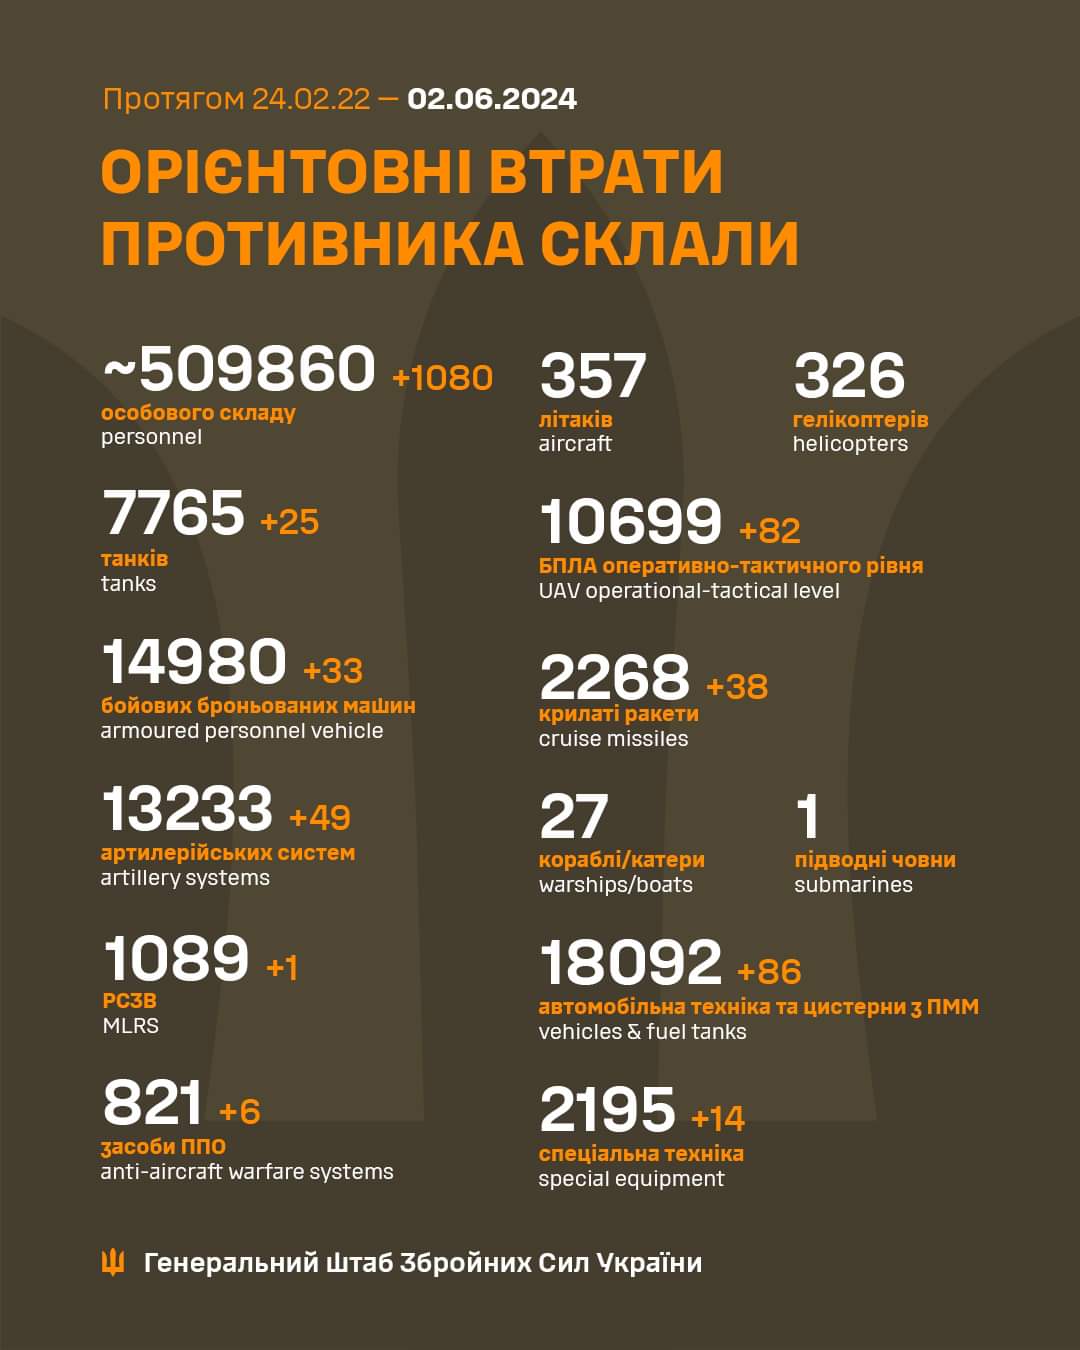 Протягом 24.02.22 — 02.06.2024
ОРІЄНТОВНІ ВТРАТИ
ПРОТИВНИКА СКЛАЛИ
~509860 +1080
особового складу
personnel
357
літаків
aircraft
326
гелікоптерів
helicopters
7765 +25
танків
tanks
10699 +82
БПЛА оперативно-тактичного рівня
UAV operational-tactical level
14980 +33
бойових броньованих машин
armoured personnel vehicle
2268 +38
крилаті ракети
cruise missiles
13233 +49
артилерійських систем
artillery systems
27
кораблі/катери
warships/boats
1
підводні човни
submarines
1089 +1
РСЗВ
MLRS
18092 +86
автомобільна техніка та цистерни з ПММ
vehicles & fuel tanks
821 +6
засоби ППО
anti-aircraft warfare systems
2195 +14
спеціальна техніка
special equipment
Генеральний штаб Збройних Сил України